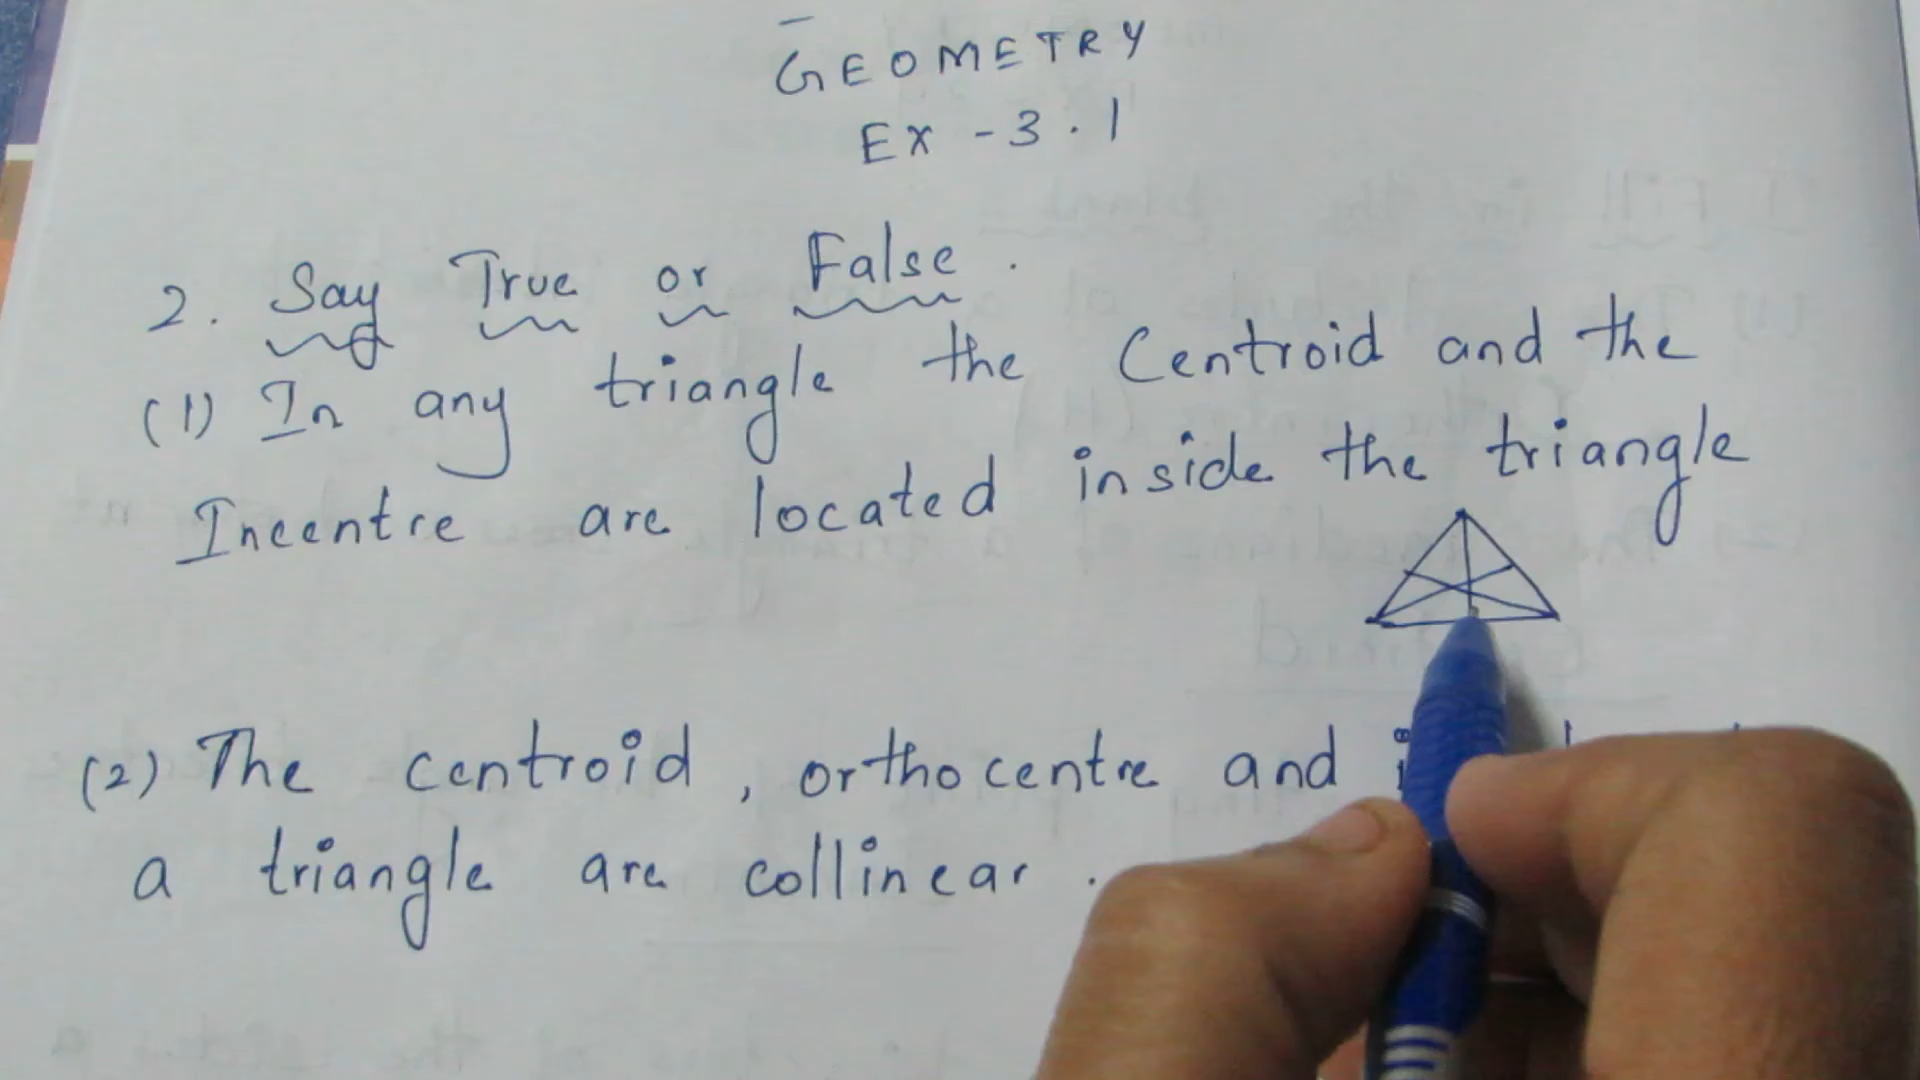 GEOMETRY
EX - 3.1
2. Say True or False.
(1) In any triangle the Centroid and the
Incentre are located inside the triangle
(2) The centroid, orthocentre and
a triangle are collinear.